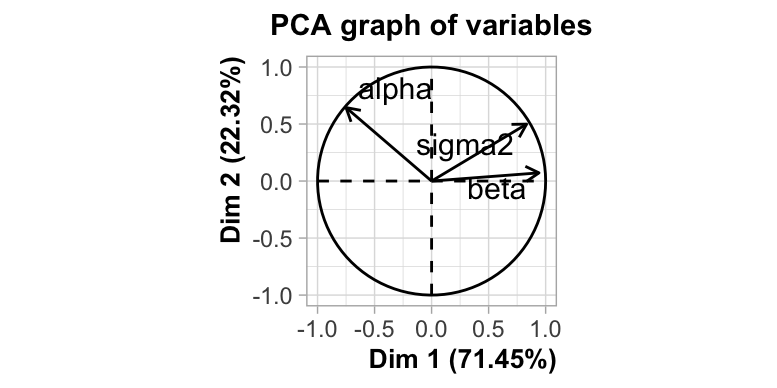 PCA graph of variables
Dim 2 (22.32%)
1.0
0.5
0.0
-0.5
-1.0
alpha
sigma2
beta
-1.0 -0.5 0.0 0.5 1.0
Dim 1 (71.45%)